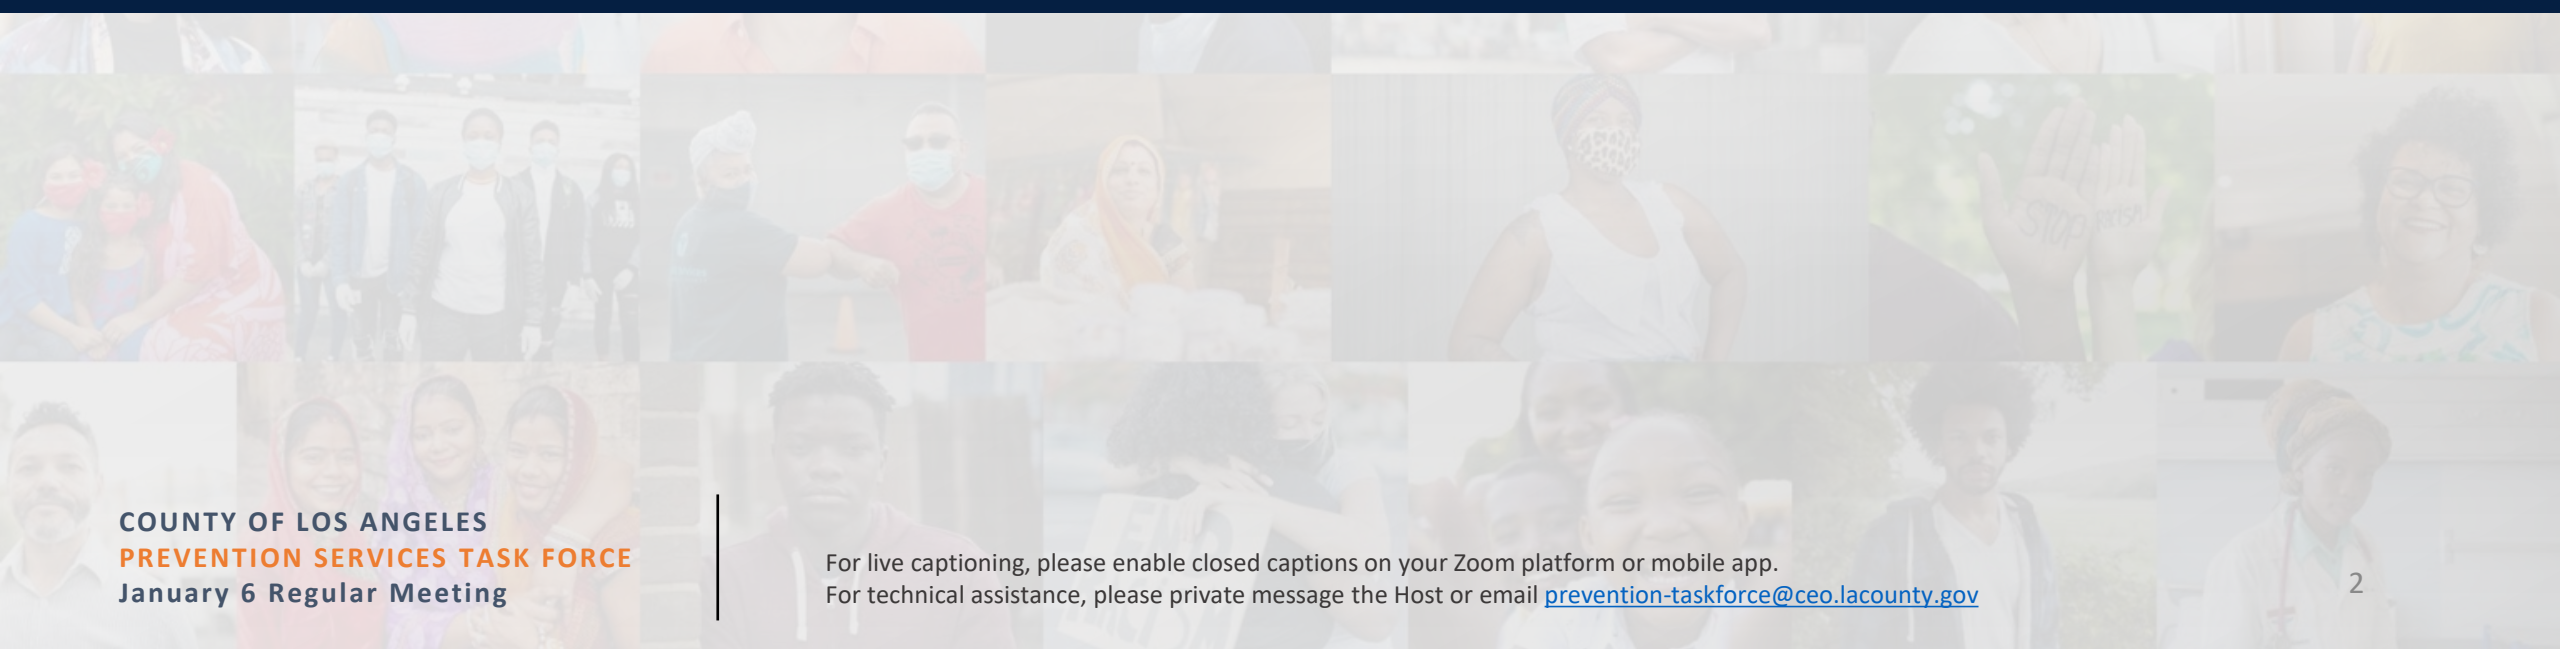 STOP racism
COUNTY OF LOS ANGELES
PREVENTION SERVICES TASK FORCE
January 6 Regular Meeting
For live captioning, please enable closed captions on your Zoom platform or mobile app.
For technical assistance, please private message the Host or email prevention-taskforce@ceo.lacounty.gov
2